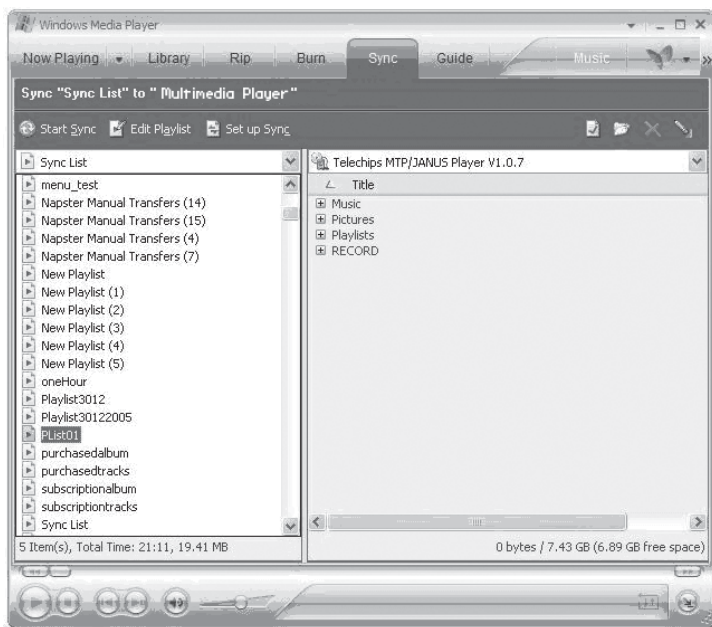 Windows Media Player
Now Playing Library Rip Burn Sync Guide Music
Sync "Sync List" to "Multimedia Player"
Start Sync Edit Playlist Set up Sync
Sync List
Telechips MTP/JANUS Player V1.0.7
Title
menu_test
Napster Manual Transfers (14)
Napster Manual Transfers (15)
Napster Manual Transfers (4)
Napster Manual Transfers (7)
New Playlist
New Playlist (1)
New Playlist (2)
New Playlist (3)
New Playlist (4)
New Playlist (5)
oneHour
Playlist3012
Playlist30122005
PList01
purchasedalbum
purchasedtracks
subscriptionalbum
subscriptiontracks
Sync List
Music
Pictures
Playlists
RECORD
5 Item(s), Total Time: 21:11, 19.41 MB
0 bytes / 7.43 GB (6.89 GB free space)